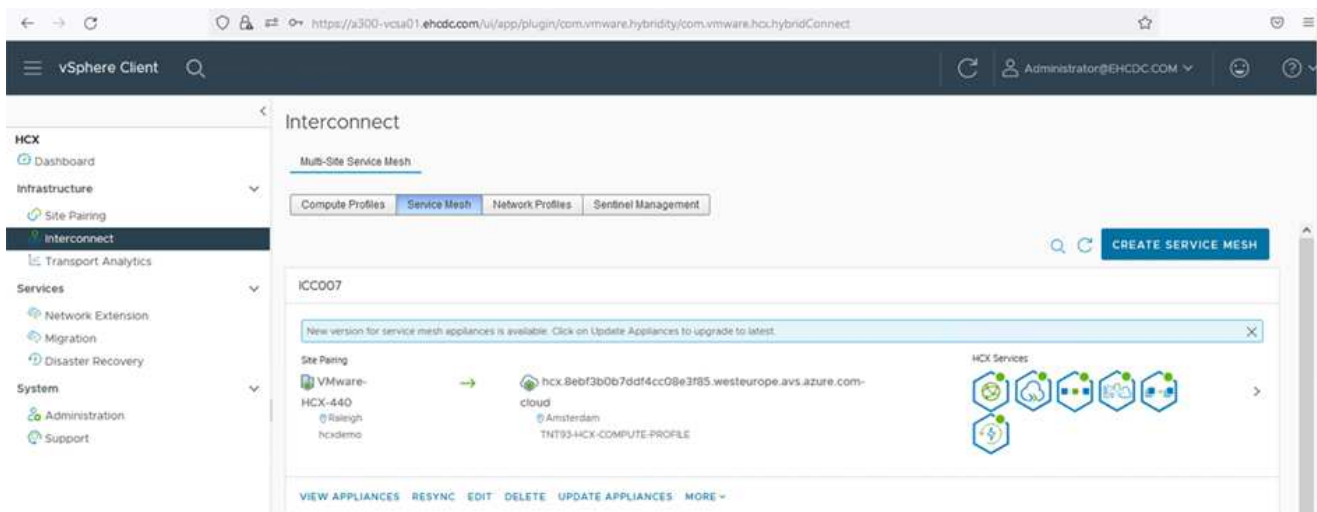 https://a300-vcsa01.ehcdc.com/ui/app/plugin/com.vmware.hybridity/com.vmware.hcx.hybridConnect
vSphere Client
Administrator@EHCDC.COM
HCX
Dashboard
Infrastructure
Site Pairing
Interconnect
Transport Analytics
Services
Network Extension
Migration
Disaster Recovery
System
Administration
Support
Interconnect
Multi-Site Service Mesh
Compute Profiles Service Mesh Network Profiles Sentinel Management
CREATE SERVICE MESH
ICC007
New version for service mesh appliances is available. Click on Update Appliances to upgrade to latest.
Site Pairing
VMware-
HCX-440
Raleigh
hcxdemo
hcx.8ebf3b0b7ddf4cc08e3f85.westeurope.avs.azure.com-
cloud
Amsterdam
TNT93-HCX-COMPUTE-PROFILE
HCX Services
VIEW APPLIANCES RESYNC EDIT DELETE UPDATE APPLIANCES MORE